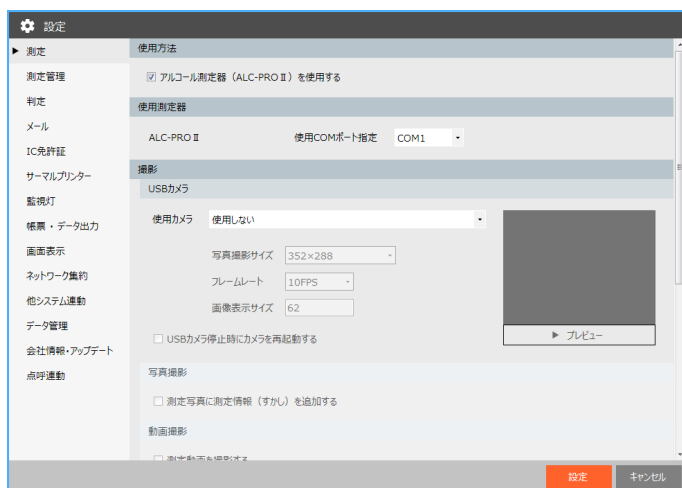 設定
測定
測定管理
判定
メール
IC免許証
サーマルプリンター
監視灯
帳票・データ出力
画面表示
ネットワーク集約
他システム連動
データ管理
会社情報・アップデート
点呼連動
使用方法
アルコール測定器（ALC-PROⅡ）を使用する
使用測定器
ALC-PROⅡ 使用COMポート指定 COM1
撮影
USBカメラ
使用カメラ 使用しない
写真撮影サイズ 352×288
フレームレート 10FPS
画像表示サイズ 62
USBカメラ停止時にカメラを再起動する
プレビュー
写真撮影
測定写真に測定情報（すかし）を追加する
動画撮影
測定動画を撮影する
設定 キャンセル